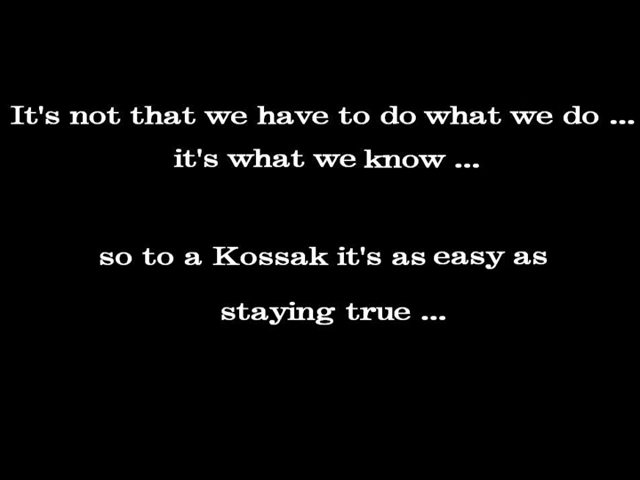 It's not that we have to do what we do ...
it's what we know ...
so to a Kossak it's as easy as
staying true ...